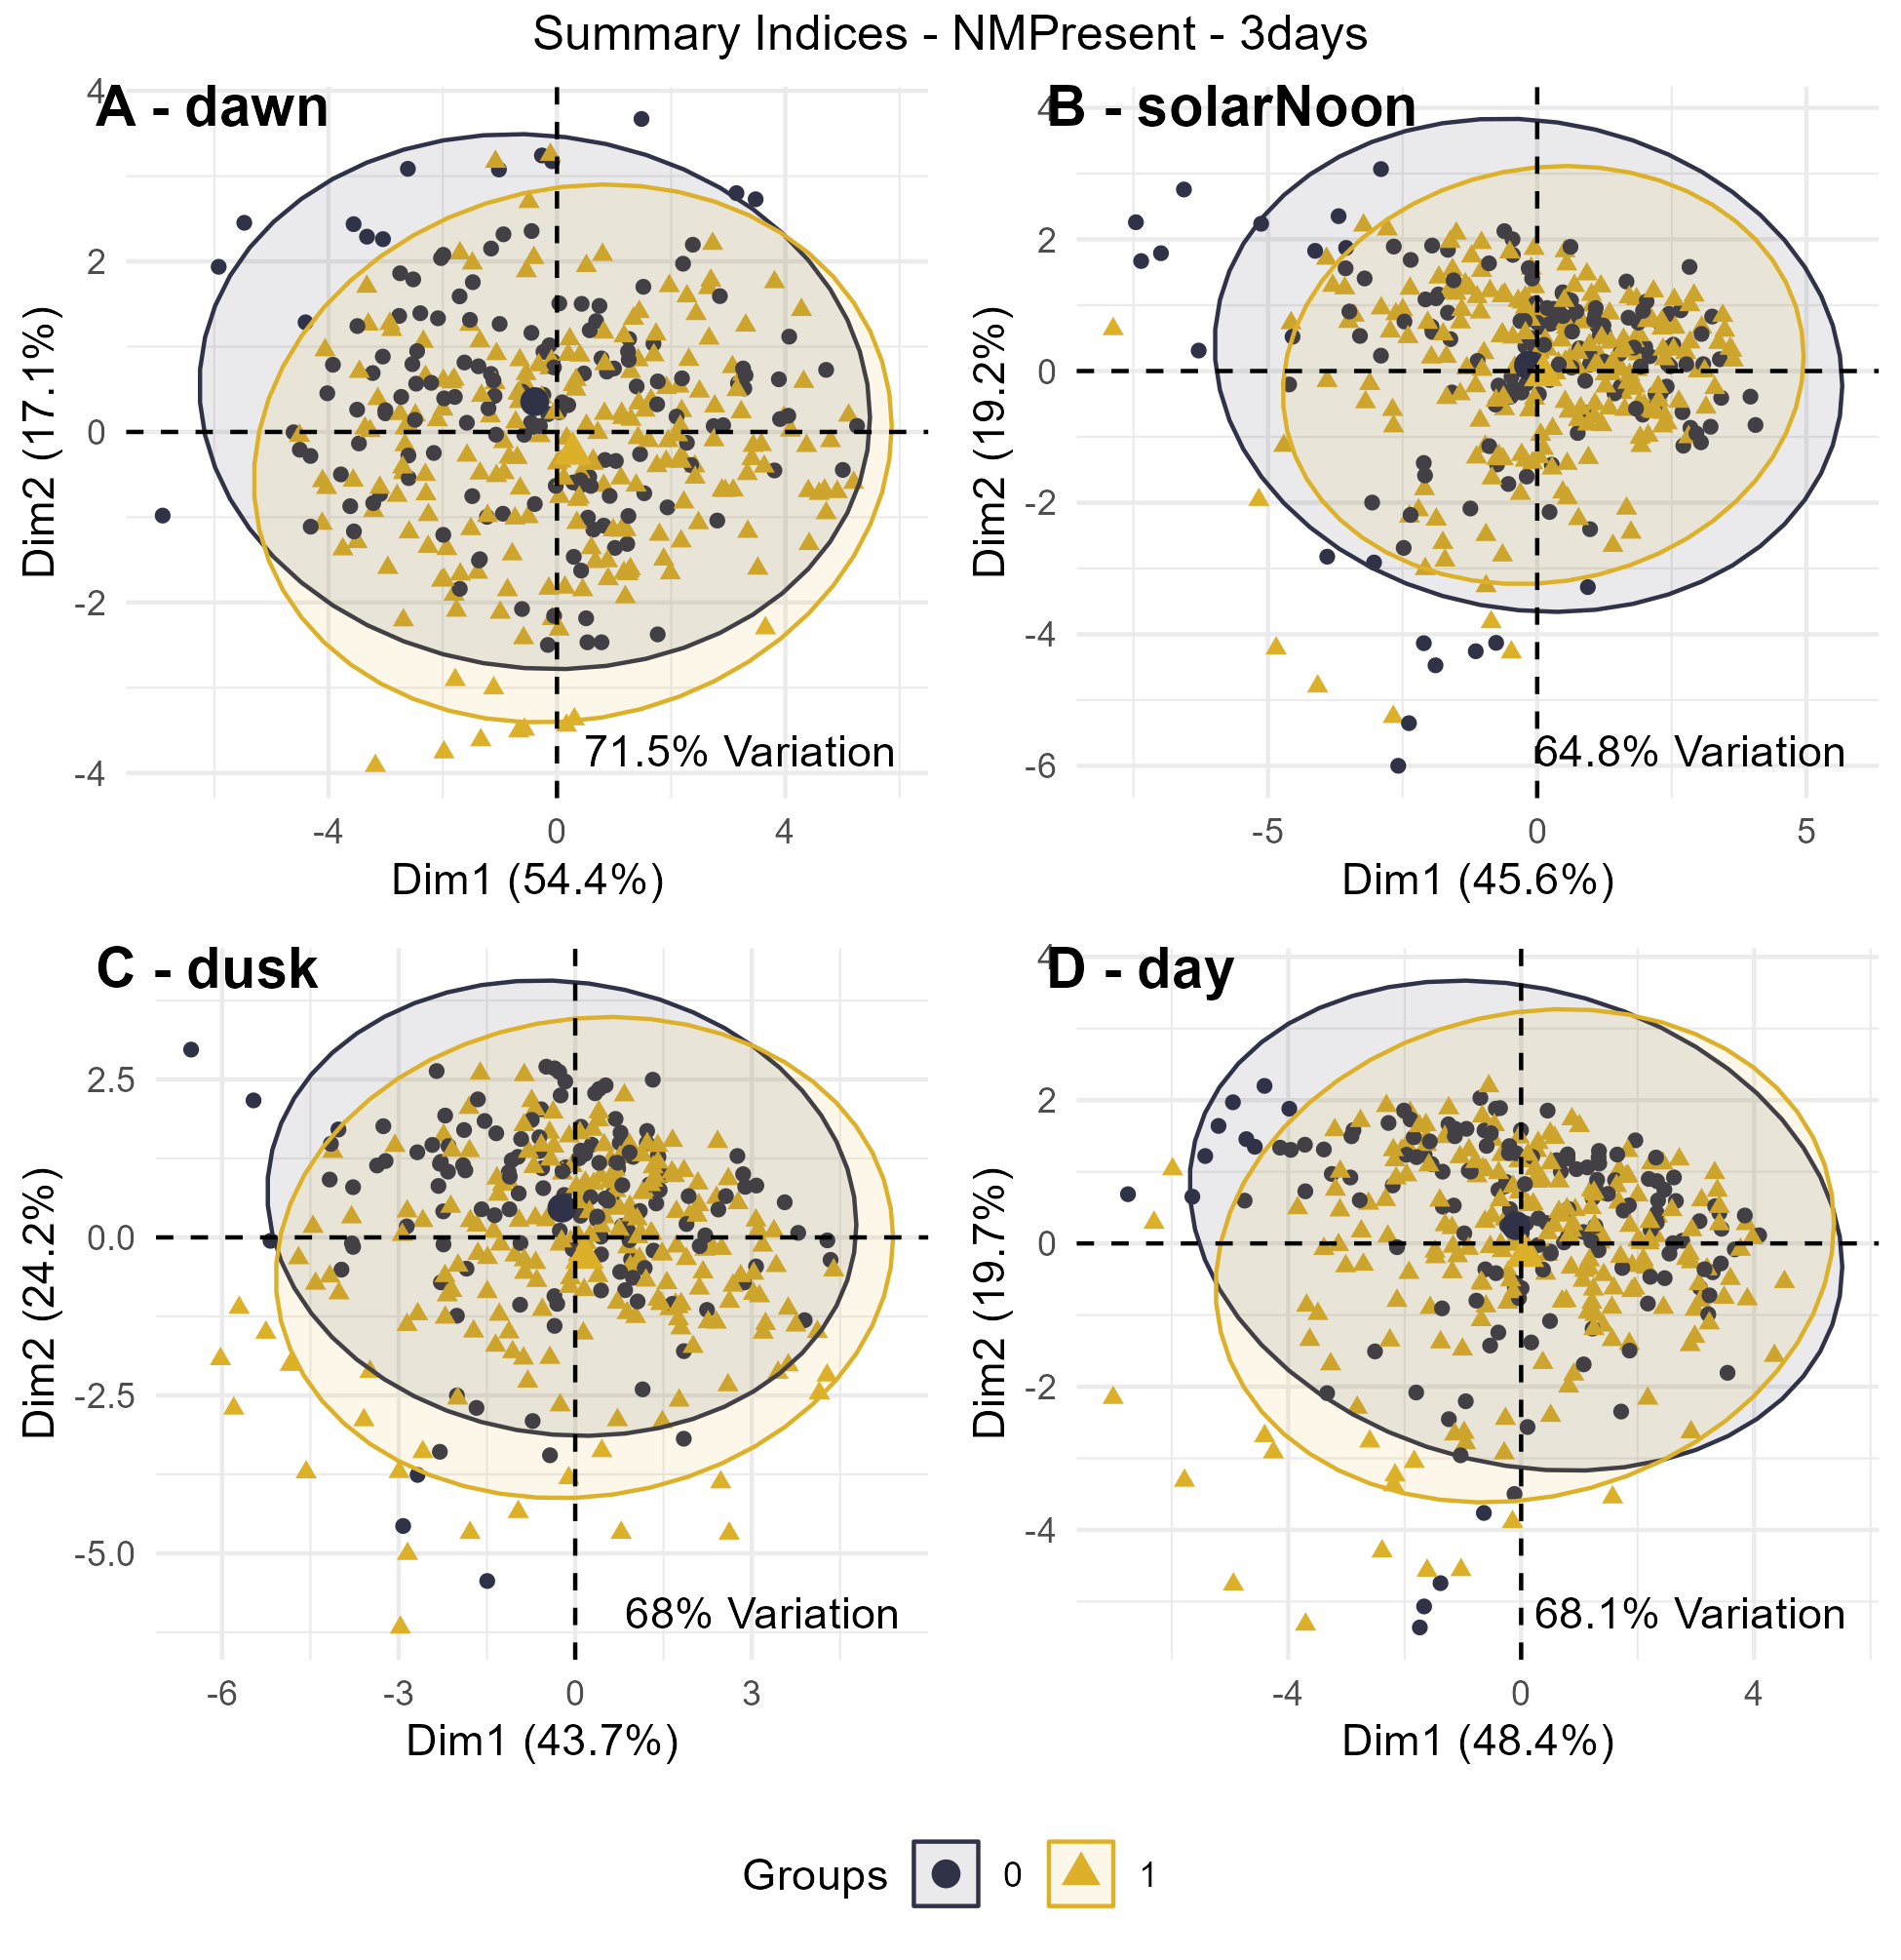 Summary Indices - NMPresent - 3days
A - dawn
4
2
0
-2
-4
Dim2 (17.1%)
71.5% Variation
-4 0 4
Dim1 (54.4%)
B - solarNoon
4
2
0
-2
-4
-6
Dim2 (19.2%)
64.8% Variation
-5 0 5
Dim1 (45.6%)
C - dusk
2.5
0.0
-2.5
-5.0
Dim2 (24.2%)
68% Variation
-6 -3 0 3
Dim1 (43.7%)
D - day
4
2
0
-2
-4
Dim2 (19.7%)
68.1% Variation
-4 0 4
Dim1 (48.4%)
Groups 0 1